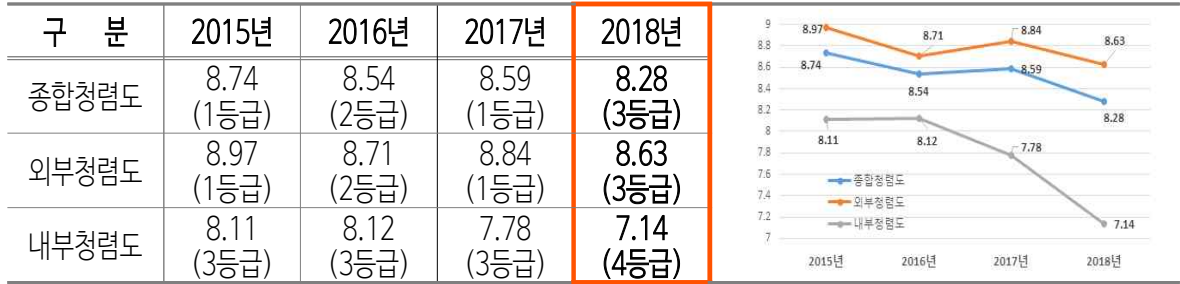 구 분 2015년 2016년 2017년 2018년
종합청렴도 8.74 8.54 8.59 8.28
(1등급) (2등급) (1등급) (3등급)
외부청렴도 8.97 8.71 8.84 8.63
(1등급) (2등급) (1등급) (3등급)
내부청렴도 8.11 8.12 7.78 7.14
(3등급) (3등급) (3등급) (4등급)
9
8.8
8.6
8.4
8.2
8
7.8
7.6
7.4
7.2
7
8.97 8.71 8.84 8.63
8.74 8.54 8.59 8.28
8.11 8.12 7.78 7.14
종합청렴도
외부청렴도
내부청렴도
2015년 2016년 2017년 2018년